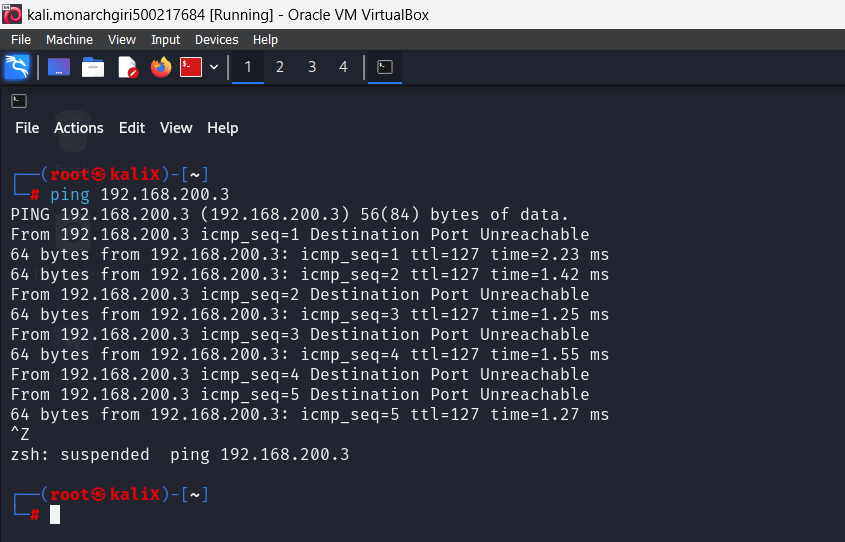 kali.monarchgiri500217684 [Running] - Oracle VM VirtualBox
File Machine View Input Devices Help
1 2 3 4
File Actions Edit View Help
┌──(root㉿kaliX)-[~]
└─# ping 192.168.200.3
PING 192.168.200.3 (192.168.200.3) 56(84) bytes of data.
From 192.168.200.3 icmp_seq=1 Destination Port Unreachable
64 bytes from 192.168.200.3: icmp_seq=1 ttl=127 time=2.23 ms
64 bytes from 192.168.200.3: icmp_seq=2 ttl=127 time=1.42 ms
From 192.168.200.3 icmp_seq=2 Destination Port Unreachable
64 bytes from 192.168.200.3: icmp_seq=3 ttl=127 time=1.25 ms
From 192.168.200.3 icmp_seq=3 Destination Port Unreachable
64 bytes from 192.168.200.3: icmp_seq=4 ttl=127 time=1.55 ms
From 192.168.200.3 icmp_seq=4 Destination Port Unreachable
From 192.168.200.3 icmp_seq=5 Destination Port Unreachable
64 bytes from 192.168.200.3: icmp_seq=5 ttl=127 time=1.27 ms
^Z
zsh: suspended  ping 192.168.200.3
┌──(root㉿kaliX)-[~]
└─#